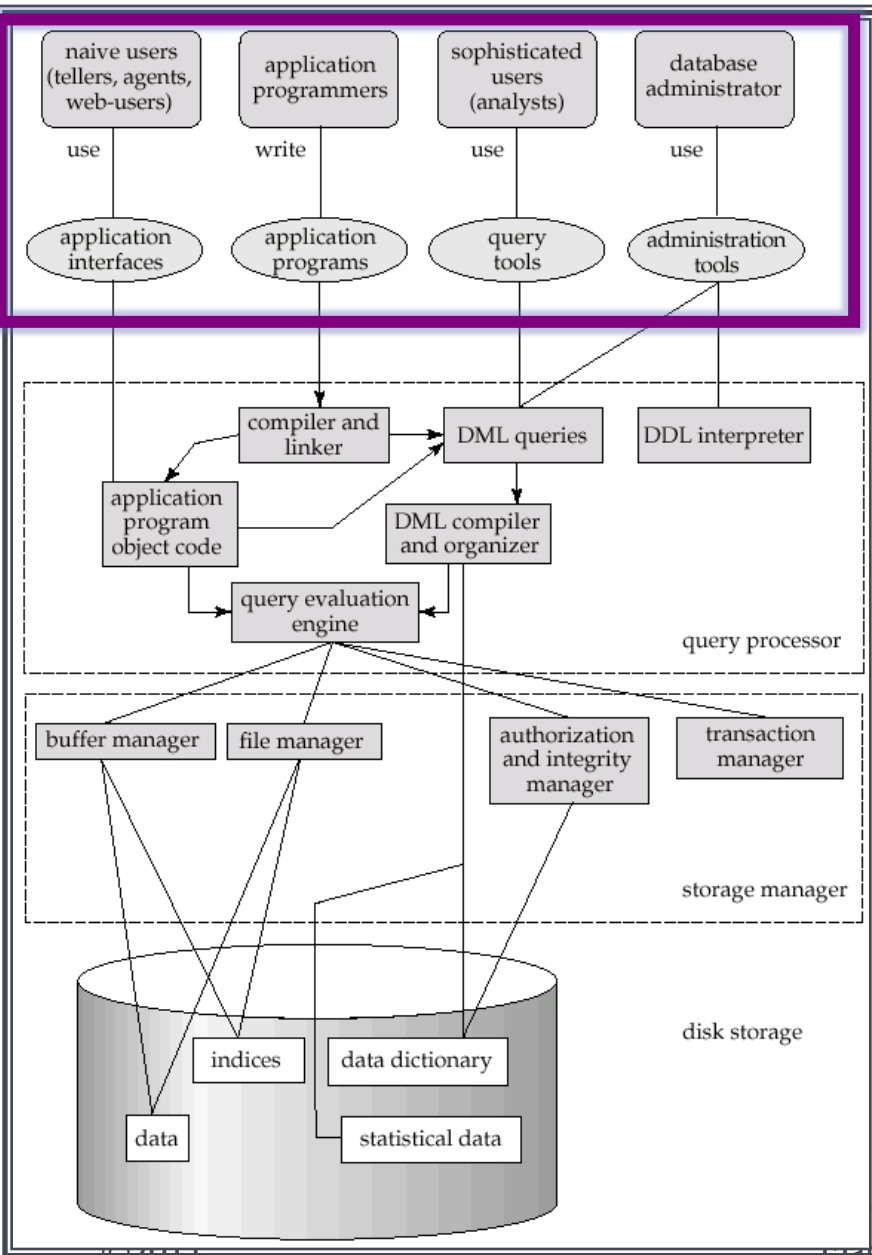 naive users
(tellers, agents,
web-users)
application
programmers
sophisticated
users
(analysts)
database
administrator
use
write
use
use
application
interfaces
application
programs
query
tools
administration
tools
compiler and
linker
DML queries
DDL interpreter
application
program
object code
DML compiler
and organizer
query evaluation
engine
query processor
buffer manager
file manager
authorization
and integrity
manager
transaction
manager
storage manager
disk storage
indices
data dictionary
data
statistical data